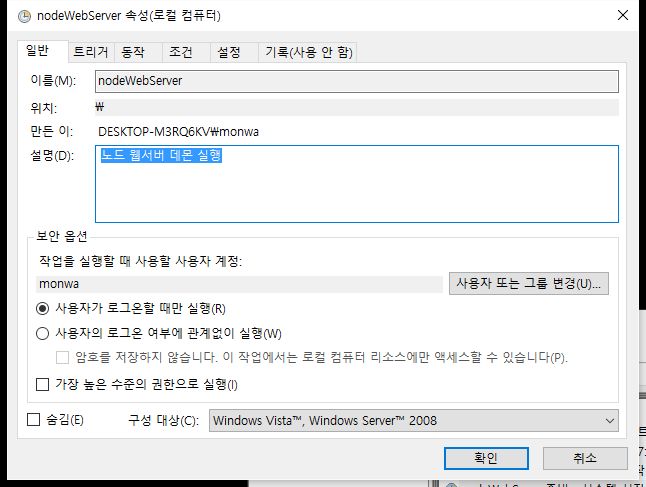 nodeWebServer 속성(로컬 컴퓨터)
일반 트리거 동작 조건 설정 기록(사용 안 함)
이름(M): nodeWebServer
위치: ₩
만든 이: DESKTOP-M3RQ6KV₩monwa
설명(D): 노드 웹서버 데몬 실행
보안 옵션
작업을 실행할 때 사용할 사용자 계정:
monwa 사용자 또는 그룹 변경(U)...
사용자가 로그온할 때만 실행(R)
사용자의 로그온 여부에 관계없이 실행(W)
암호를 저장하지 않습니다. 이 작업에서는 로컬 컴퓨터 리소스에만 액세스할 수 있습니다(P).
가장 높은 수준의 권한으로 실행(I)
숨김(E) 구성 대상(C): Windows Vista™, Windows Server™ 2008
확인 취소